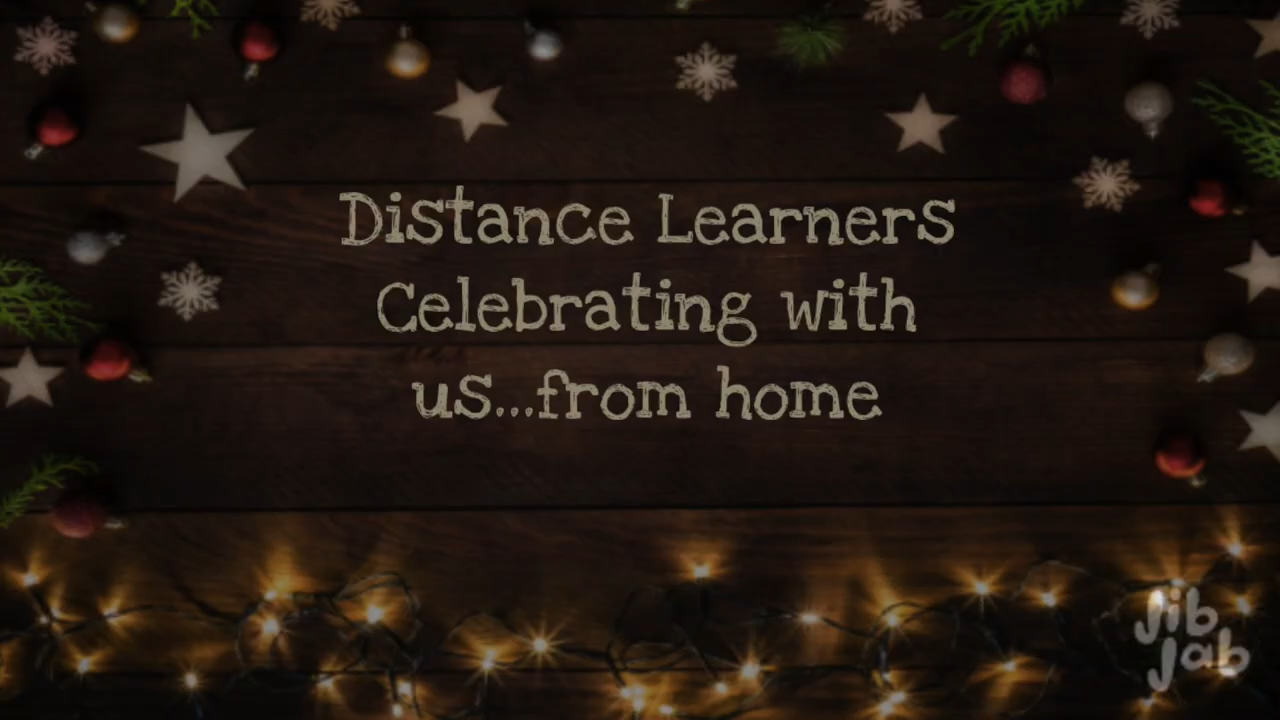 Distance Learners
Celebrating with
us...from home
Jib
Jab